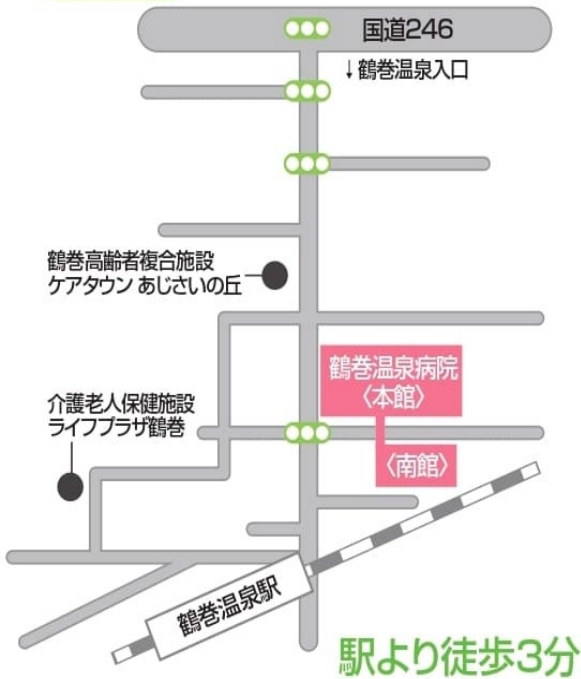 国道246
↓鶴巻温泉入口
鶴巻高齢者複合施設
ケアタウン あじさいの丘
鶴巻温泉病院
〈本館〉
介護老人保健施設
ライフプラザ鶴巻
〈南館〉
鶴巻温泉駅
駅より徒歩3分